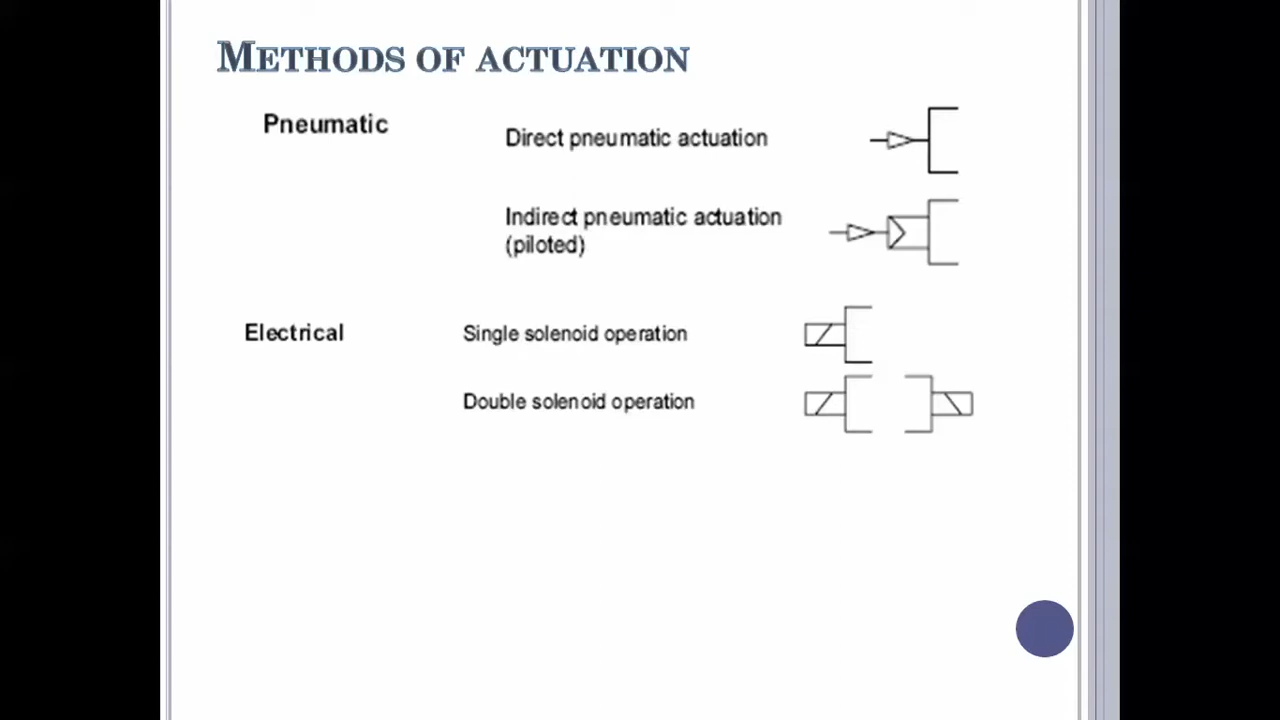 METHODS OF ACTUATION
Pneumatic
Direct pneumatic actuation
Indirect pneumatic actuation
(piloted)
Electrical
Single solenoid operation
Double solenoid operation